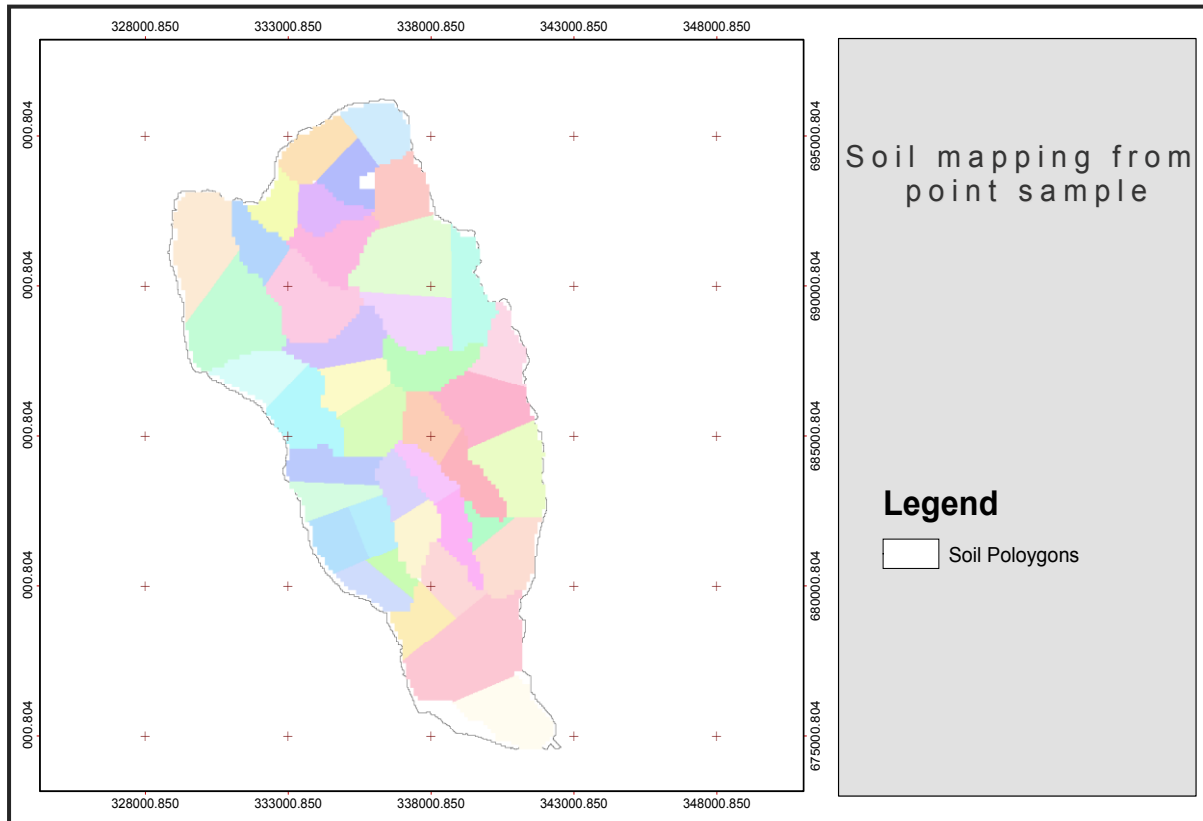 328000.850 333000.850 338000.850 343000.850 348000.850
000.804 695000.804
000.804 690000.804
000.804 685000.804
000.804 680000.804
000.804 675000.804
328000.850 333000.850 338000.850 343000.850 348000.850
Soil mapping from
point sample
Legend
Soil Poloygons